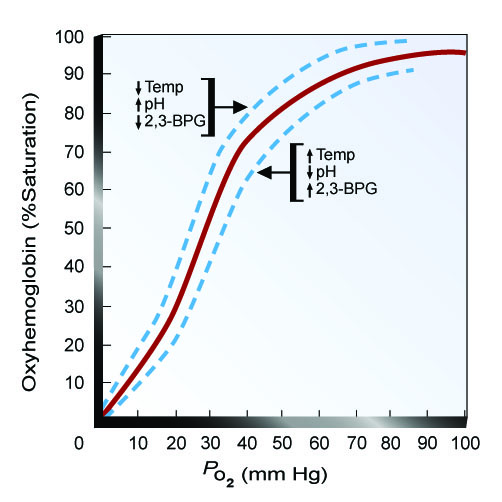 Oxyhemoglobin (%Saturation)
100
90
80
70
60
50
40
30
20
10
↓ Temp
↑ pH
↓ 2,3-BPG
↑ Temp
↓ pH
↑ 2,3-BPG
0 10 20 30 40 50 60 70 80 90 100
PO2 (mm Hg)